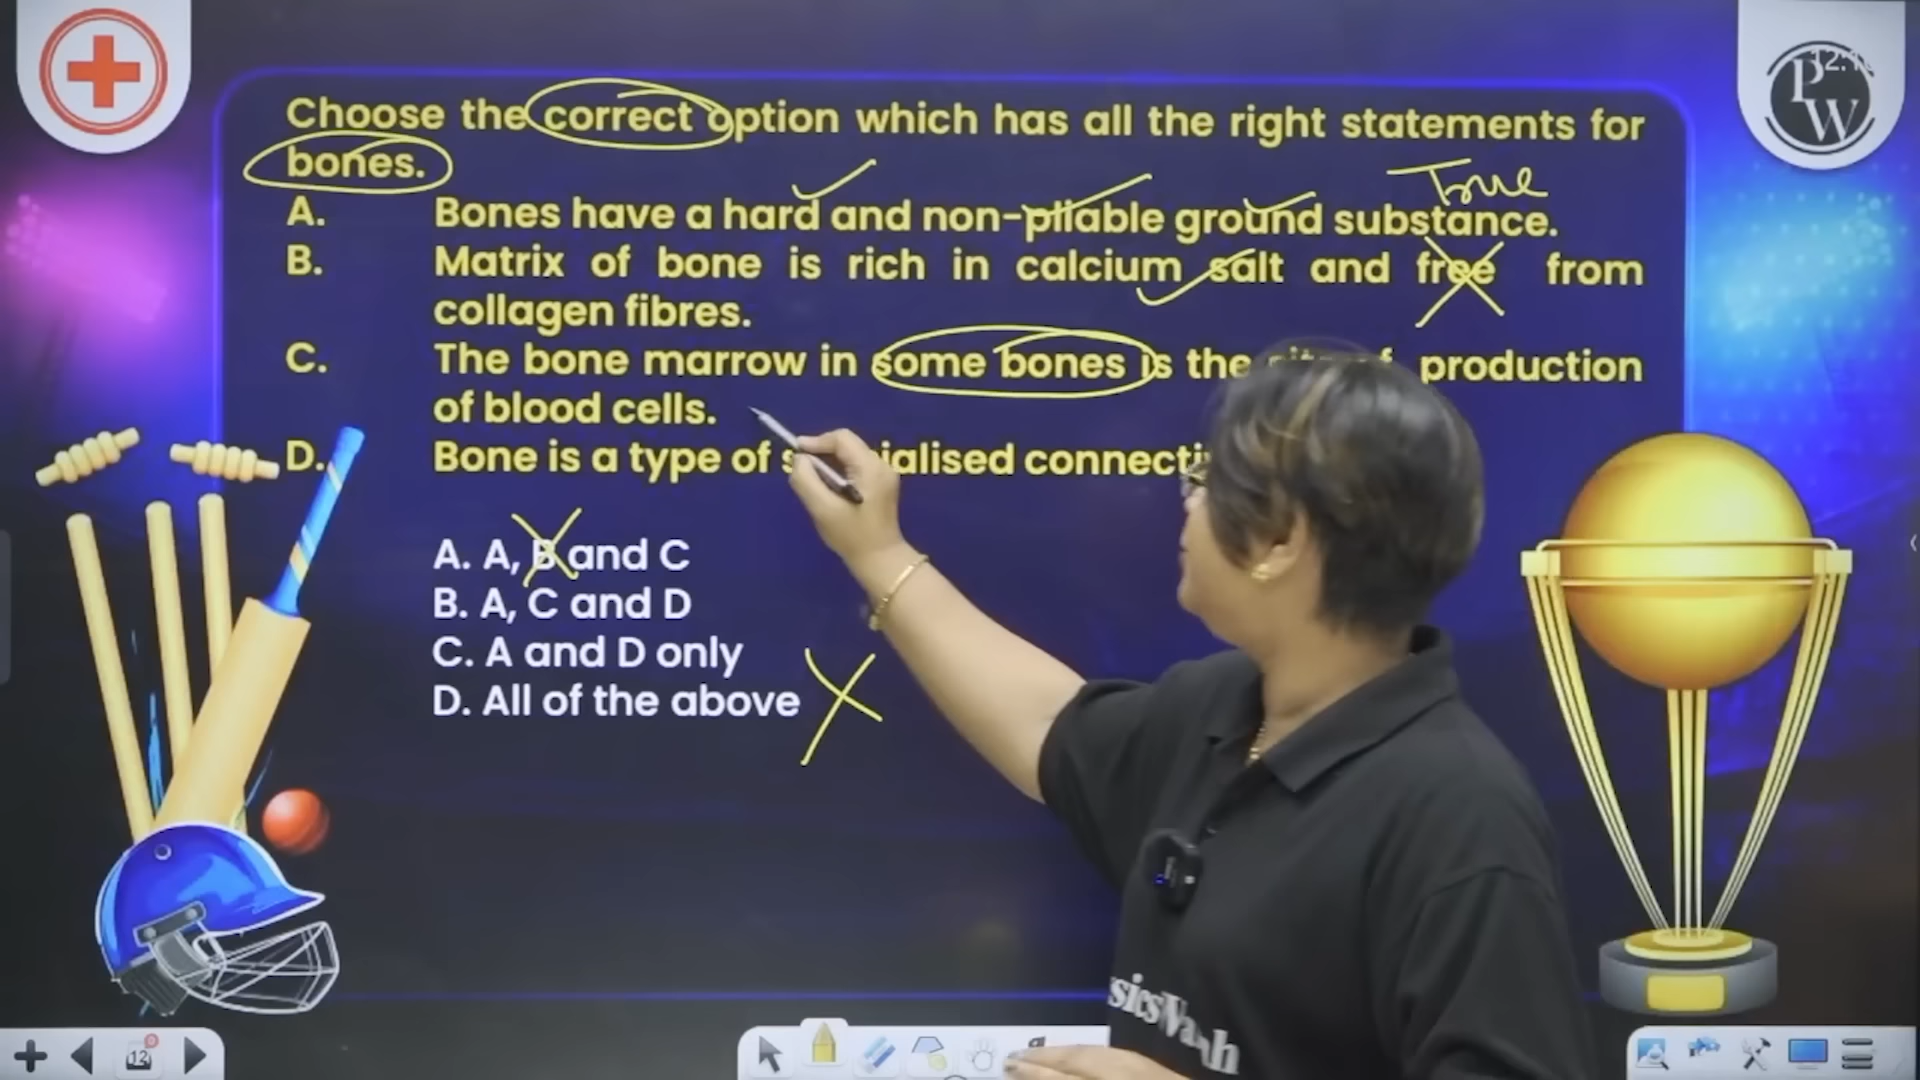 12:
PW
Choose the correct option which has all the right statements for
bones.
True
A. Bones have a hard and non-pliable ground substance.
B. Matrix of bone is rich in calcium salt and free from
collagen fibres.
C. The bone marrow in some bones is the production
of blood cells.
D. Bone is a type of connecti
A. A, B and C
B. A, C and D
C. A and D only
D. All of the above
sicsWa
12